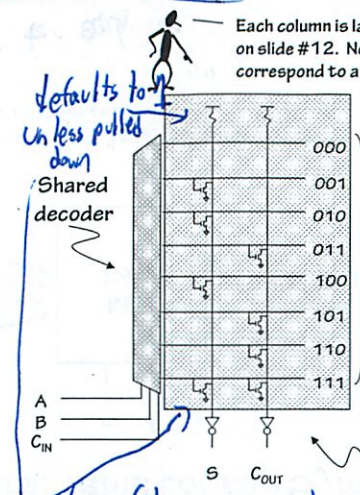 Each column is la
on slide #12. No
correspond to a
defaults to 1
unless pulled
down
Shared
decoder
000
001
010
011
100
101
110
111
A
B
CIN
S COUT